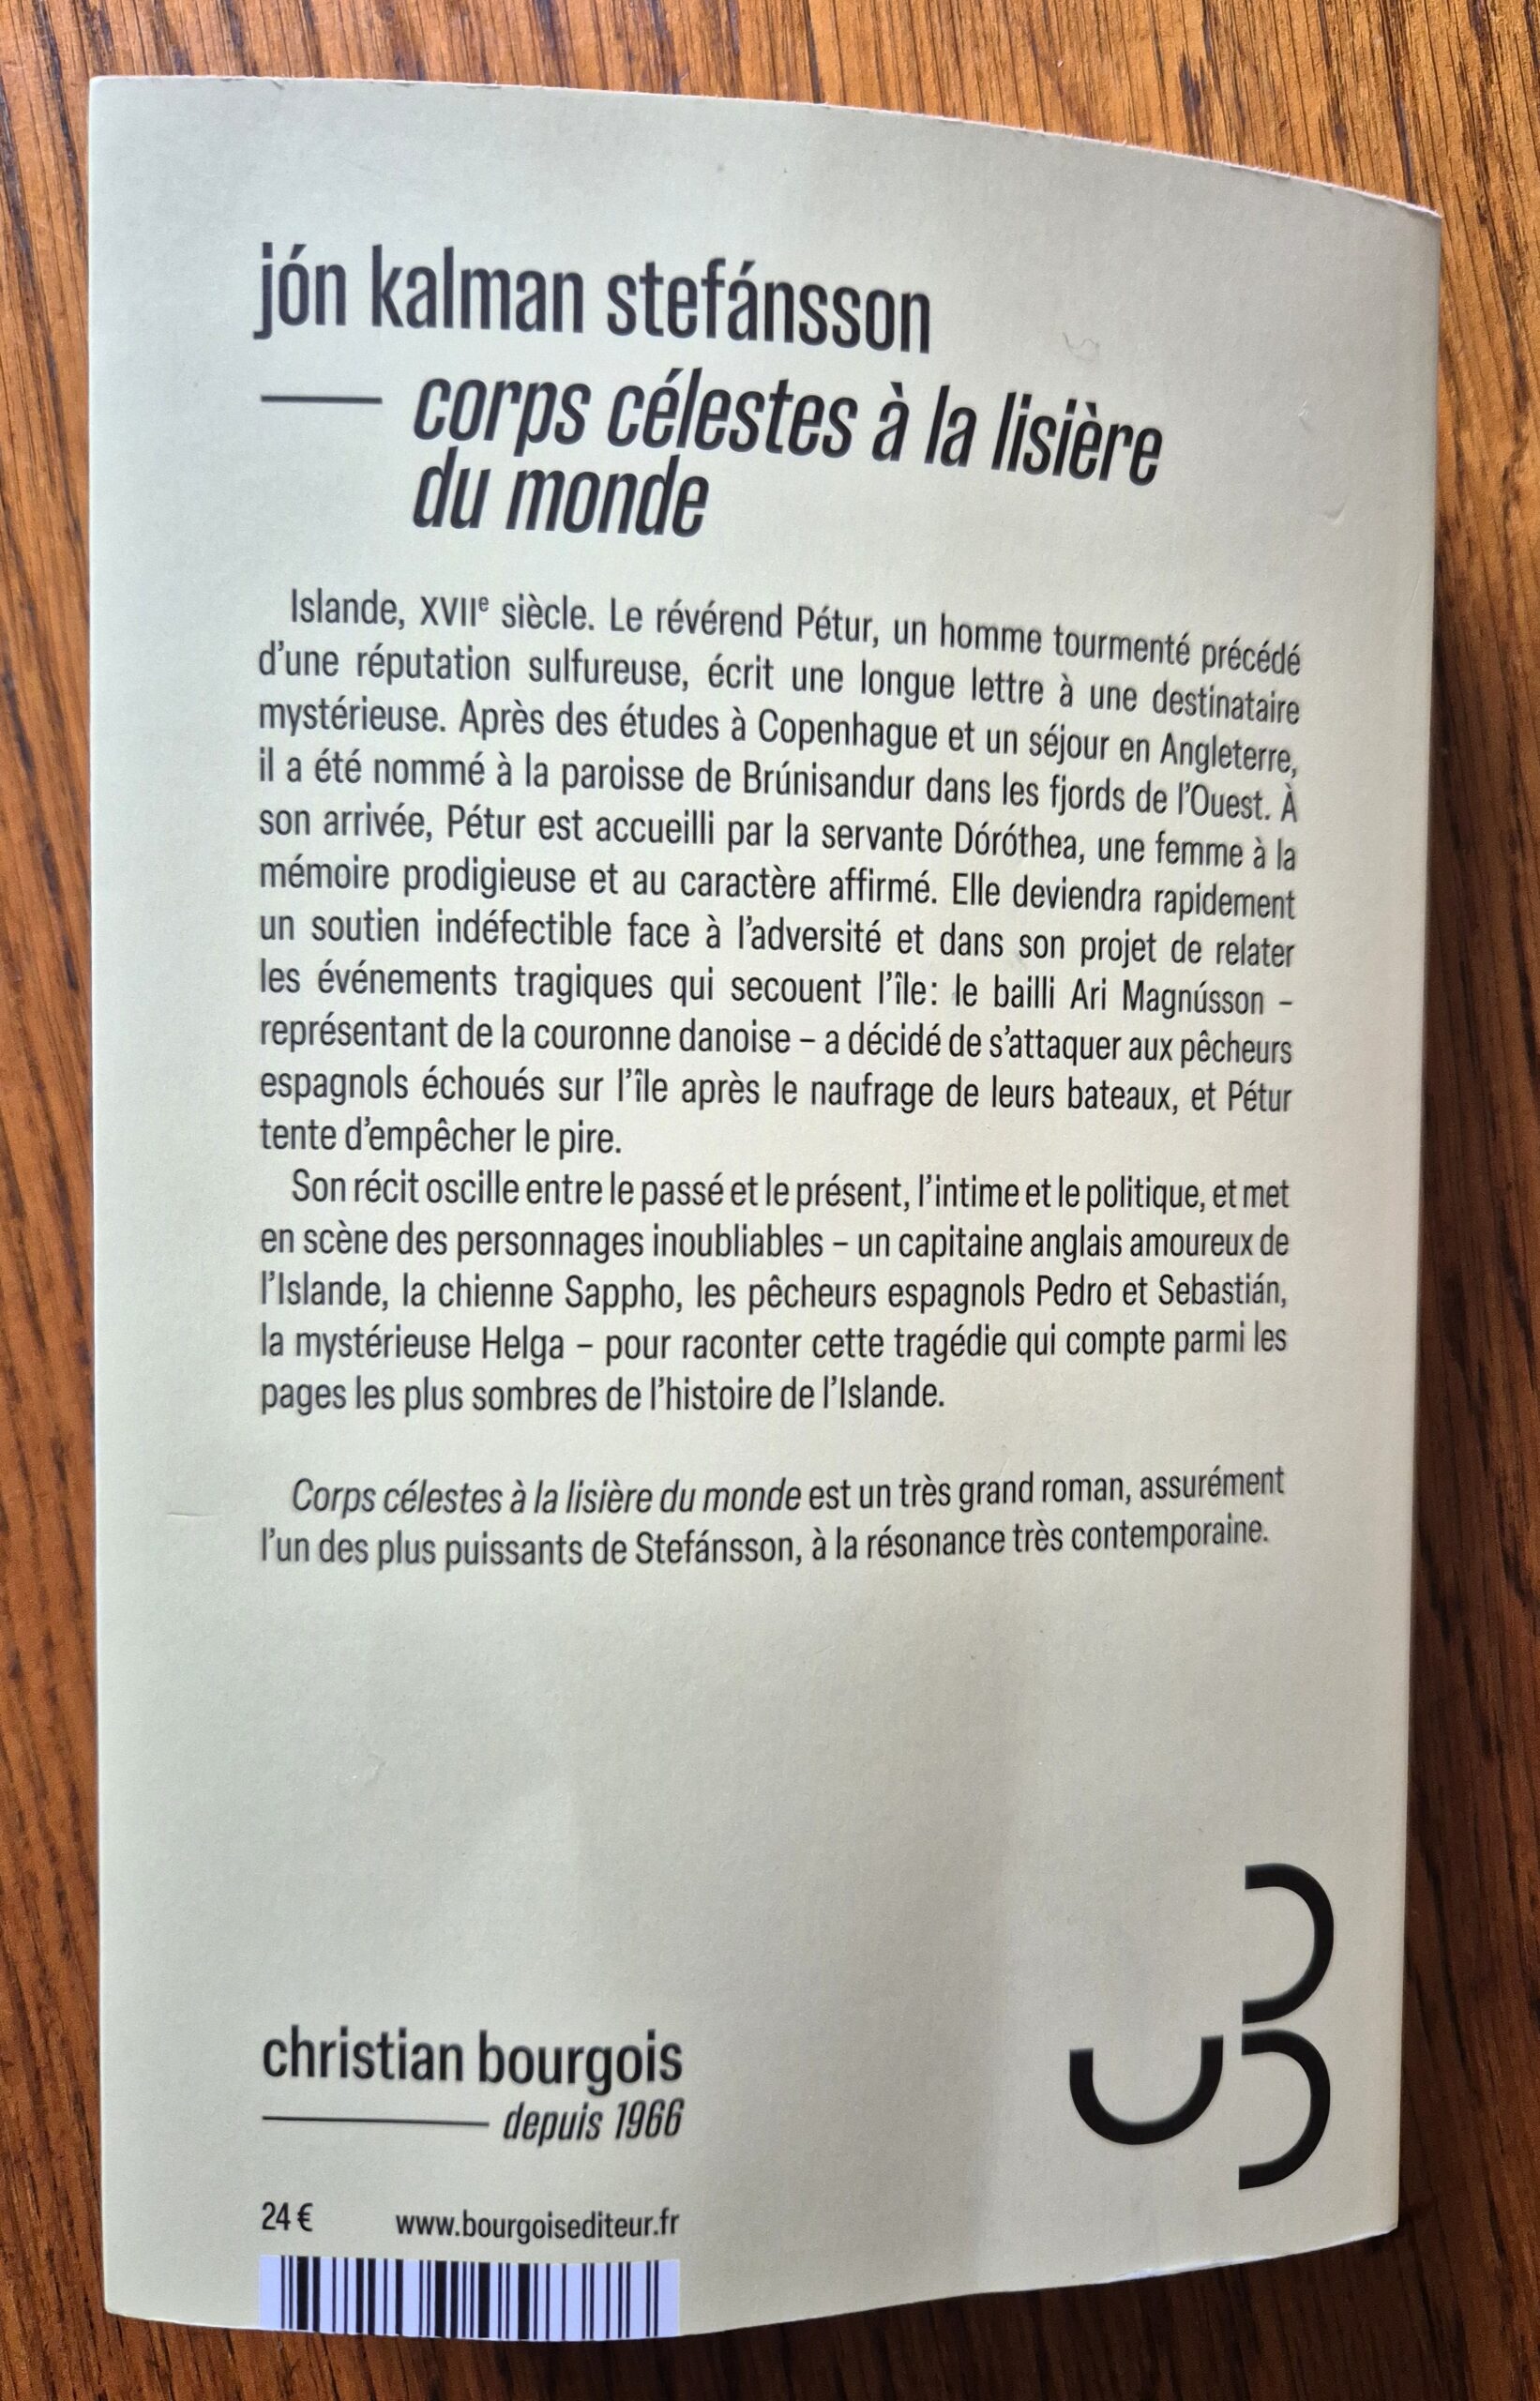 jón kalman stefánsson
corps célestes à la lisière
du monde
Islande, XVIIe siècle. Le révérend Pétur, un homme tourmenté précédé
d’une réputation sulfureuse, écrit une longue lettre à une destinataire
mystérieuse. Après des études à Copenhague et un séjour en Angleterre,
il a été nommé à la paroisse de Brúnisandur dans les fjords de l’Ouest. À
son arrivée, Pétur est accueilli par la servante Dóróthea, une femme à la
mémoire prodigieuse et au caractère affirmé. Elle deviendra rapidement
un soutien indéfectible face à l’adversité et dans son projet de relater
les événements tragiques qui secouent l’île: le bailli Ari Magnússon –
représentant de la couronne danoise – a décidé de s’attaquer aux pêcheurs
espagnols échoués sur l’île après le naufrage de leurs bateaux, et Pétur
tente d’empêcher le pire.
Son récit oscille entre le passé et le présent, l’intime et le politique, et met
en scène des personnages inoubliables – un capitaine anglais amoureux de
l’Islande, la chienne Sappho, les pêcheurs espagnols Pedro et Sebastián,
la mystérieuse Helga – pour raconter cette tragédie qui compte parmi les
pages les plus sombres de l’histoire de l’Islande.
Corps célestes à la lisière du monde est un très grand roman, assurément
l’un des plus puissants de Stefánsson, à la résonance très contemporaine.
christian bourgois
depuis 1966
24 € www.bourgoisediteur.fr